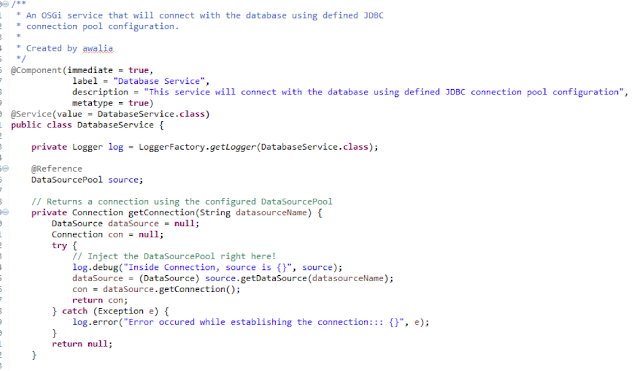 /**
 * An OSGi service that will connect with the database using defined JDBC
 * connection pool configuration.
 *
 * Created by awalia
 */
@Component(immediate = true,
           label = "Database Service",
           description = "This service will connect with the database using defined JDBC connection pool configuration",
           metatype = true)
@Service(value = DatabaseService.class)
public class DatabaseService {

    private Logger log = LoggerFactory.getLogger(DatabaseService.class);

    @Reference
    DataSourcePool source;

    // Returns a connection using the configured DataSourcePool
    private Connection getConnection(String datasourceName) {
        DataSource dataSource = null;
        Connection con = null;
        try {
            // Inject the DataSourcePool right here!
            log.debug("Inside Connection, source is {}", source);
            dataSource = (DataSource) source.getDataSource(datasourceName);
            con = dataSource.getConnection();
            return con;
        } catch (Exception e) {
            log.error("Error occured while establishing the connection::: {}", e);
        }
        return null;
    }